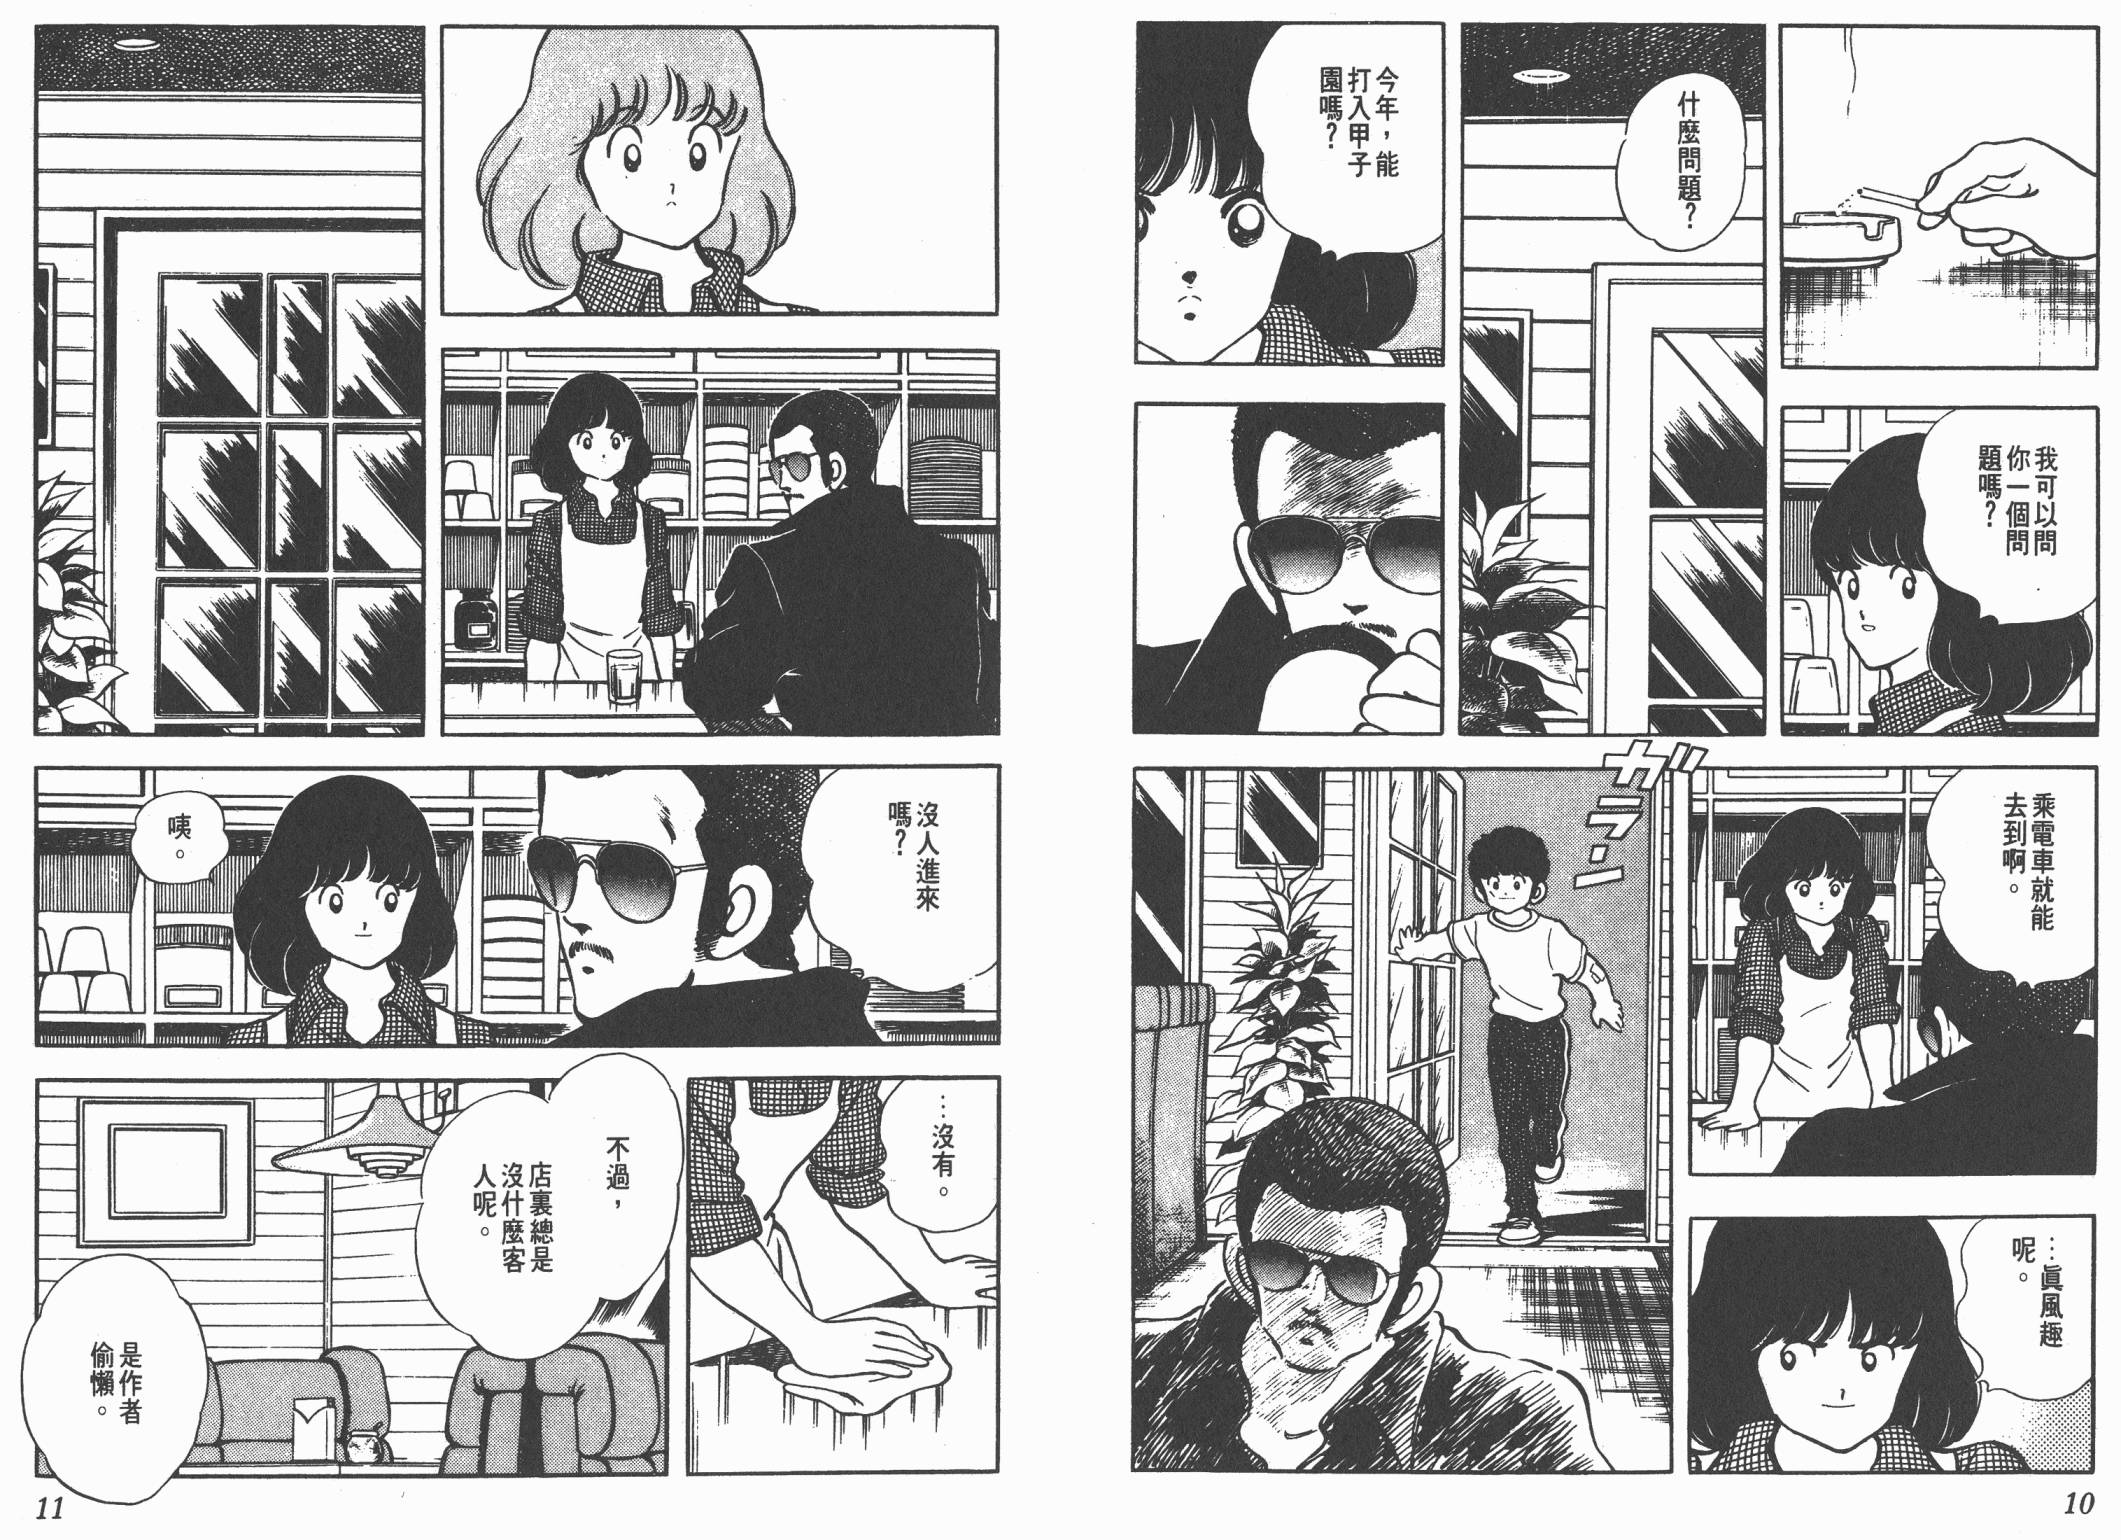 我可以問
你一個問
題嗎？
什麼問題？
今年，能
打入甲子
園嗎？
乘電車就能
去到啊。
…眞風趣
呢。
ガラン
10
沒人進來
嗎？
咦。
…沒有。
不過，
店裏總是
沒什麼客
人呢。
是作者
偷懶。
11